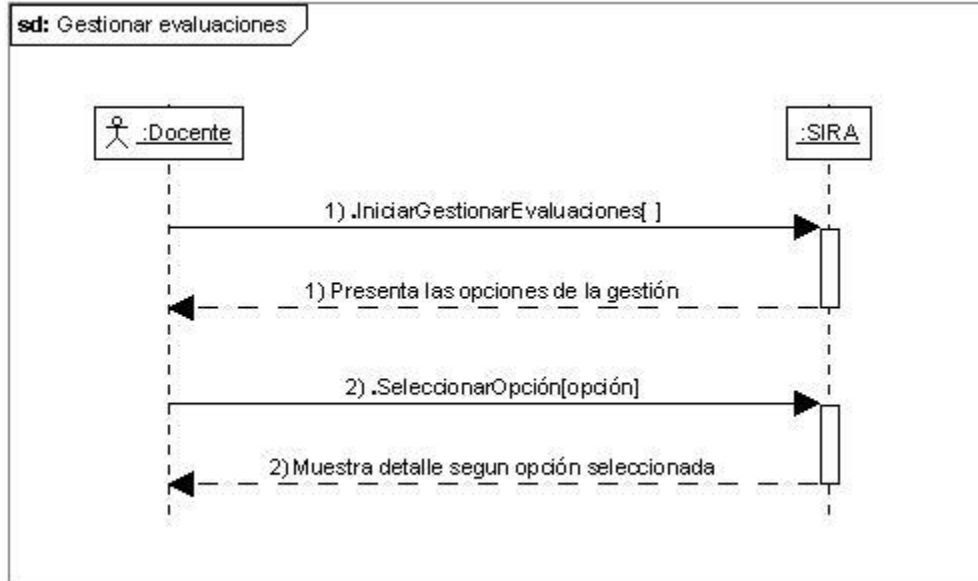 sd: Gestionar evaluaciones
:Docente
:SIRA
1) .IniciarGestionarEvaluaciones[ ]
1) Presenta las opciones de la gestión
2) .SeleccionarOpción[opción]
2)Muestra detalle segun opción seleccionada